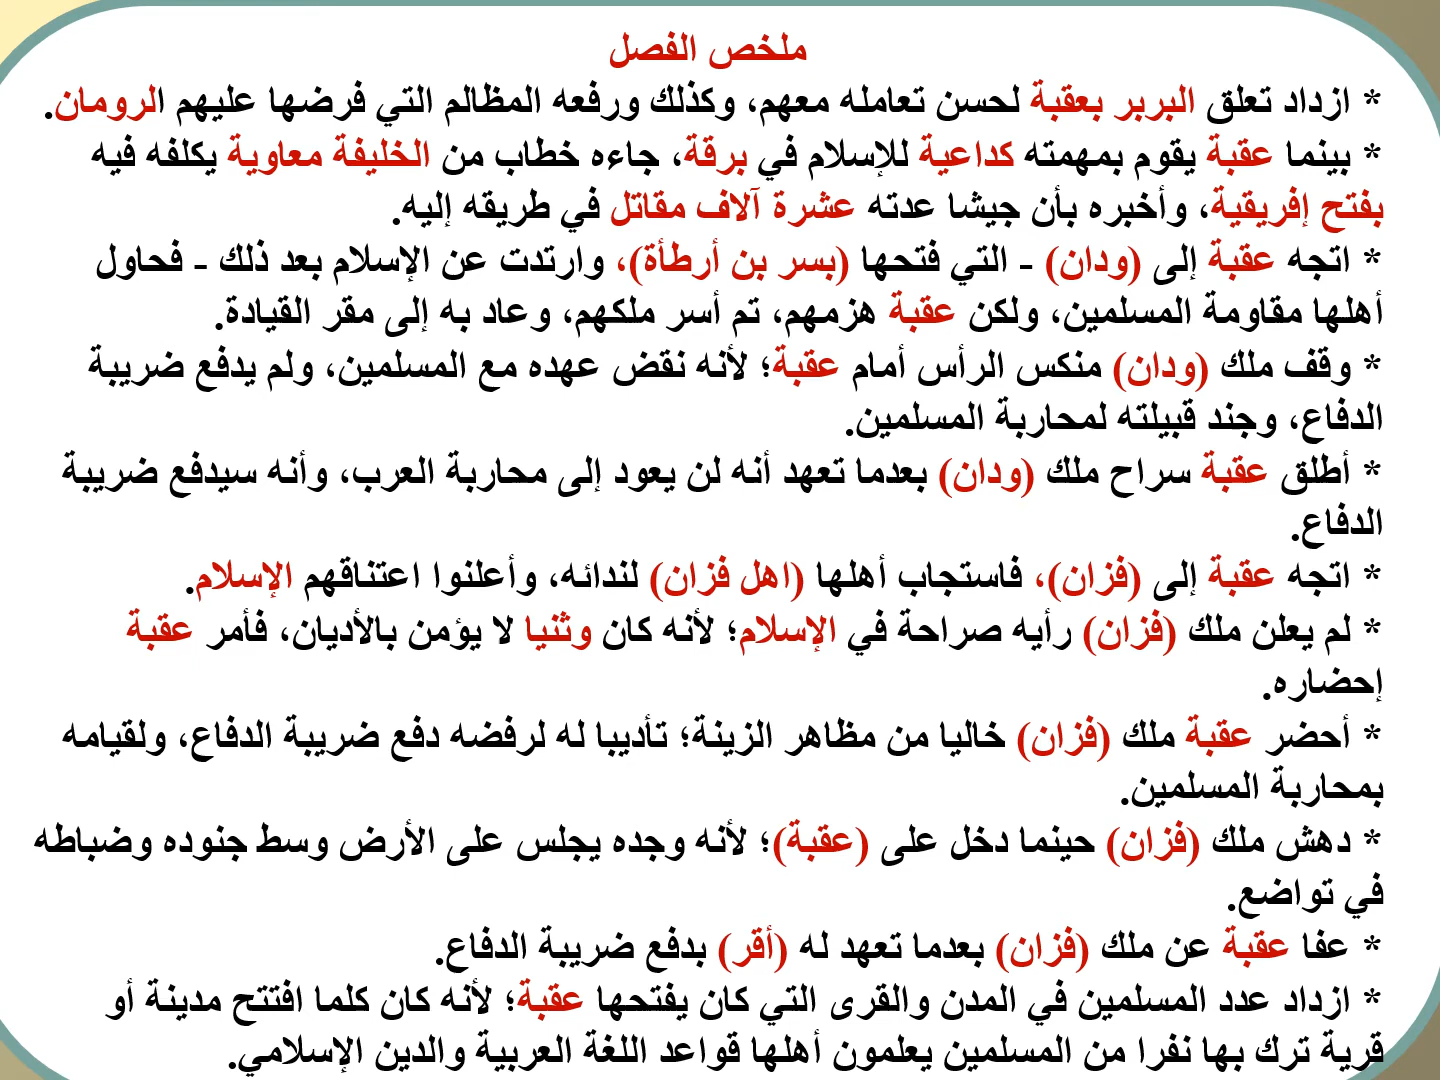 ملخص الفصل
* ازداد تعلق البربر بعقبة لحسن تعامله معهم، وكذلك ورفعه المظالم التي فرضها عليهم الرومان.
* بينما عقبة يقوم بمهمته كداعية للإسلام في برقة، جاءه خطاب من الخليفة معاوية يكلفه فيه
بفتح إفريقية، وأخبره بأن جيشا عدته عشرة آلاف مقاتل في طريقه إليه.
* اتجه عقبة إلى (ودان) - التي فتحها (بسر بن أرطأة)، وارتدت عن الإسلام بعد ذلك - فحاول
أهلها مقاومة المسلمين، ولكن عقبة هزمهم، تم أسر ملكهم، وعاد به إلى مقر القيادة.
* وقف ملك (ودان) منكس الرأس أمام عقبة؛ لأنه نقض عهده مع المسلمين، ولم يدفع ضريبة
الدفاع، وجند قبيلته لمحاربة المسلمين.
* أطلق عقبة سراح ملك (ودان) بعدما تعهد أنه لن يعود إلى محاربة العرب، وأنه سيدفع ضريبة
الدفاع.
* اتجه عقبة إلى (فزان)، فاستجاب أهلها (اهل فزان) لندائه، وأعلنوا اعتناقهم الإسلام.
* لم يعلن ملك (فزان) رأيه صراحة في الإسلام؛ لأنه كان وثنيا لا يؤمن بالأديان، فأمر عقبة
إحضاره.
* أحضر عقبة ملك (فزان) خاليا من مظاهر الزينة؛ تأديبا له لرفضه دفع ضريبة الدفاع، ولقيامه
بمحاربة المسلمين.
* دهش ملك (فزان) حينما دخل على (عقبة)؛ لأنه وجده يجلس على الأرض وسط جنوده وضباطه
في تواضع.
* عفا عقبة عن ملك (فزان) بعدما تعهد له (أقر) بدفع ضريبة الدفاع.
* ازداد عدد المسلمين في المدن والقرى التي كان يفتحها عقبة؛ لأنه كان كلما افتتح مدينة أو
قرية ترك بها نفرا من المسلمين يعلمون أهلها قواعد اللغة العربية والدين الإسلامي.